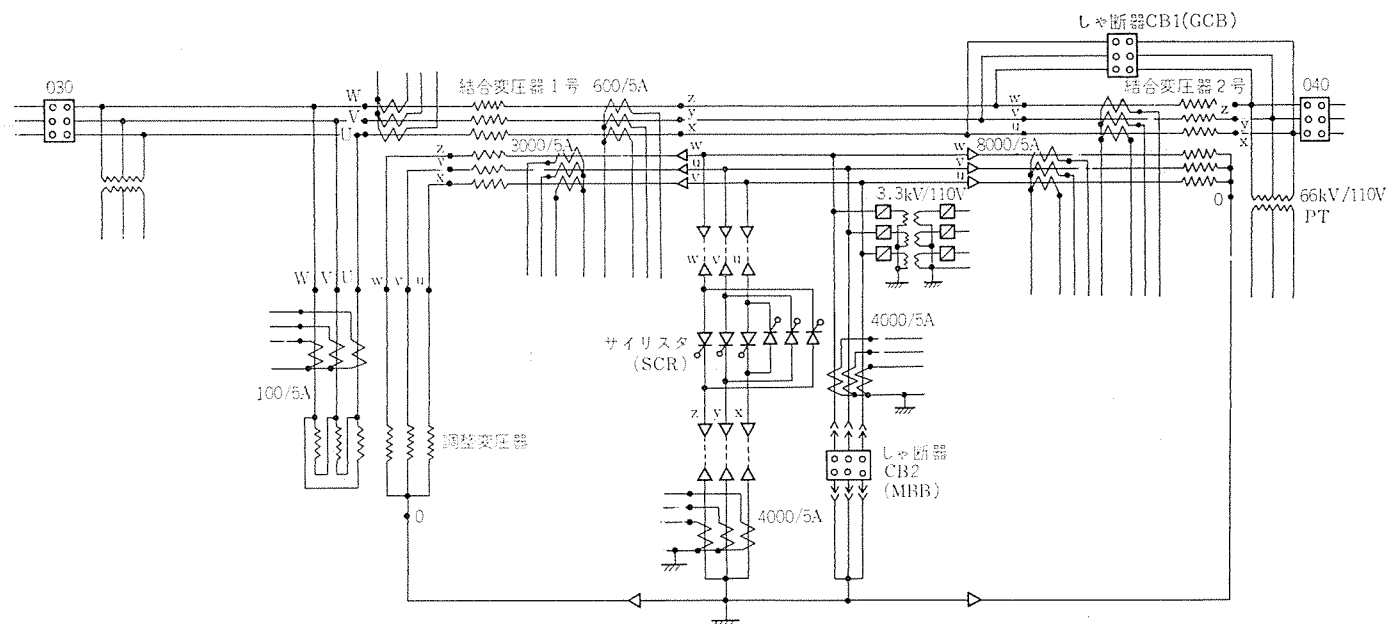 しゃ断器CB1(GCB)
030
W
V
U
結合変圧器1号 600/5A
z
y
x
w
v
u
結合変圧器2号
040
z
y
x
z
y
x
3000/5A
w
u
v
w
v
u
8000/5A
0
66kV/110V
PT
3.3kV/110V
W V U
w v u
w v u
サイリスタ
(SCR)
4000/5A
100/5A
調整変圧器
z y x
しゃ断器
CB2
(MBB)
4000/5A
0